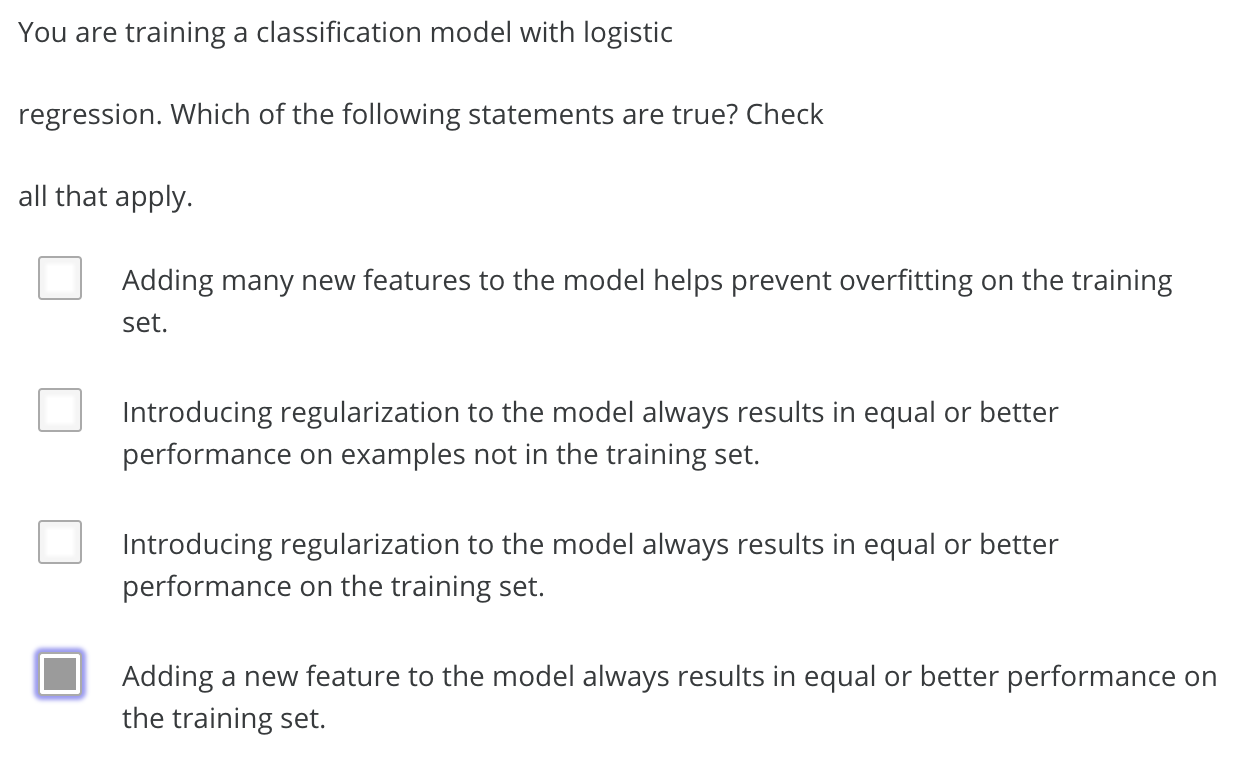 You are training a classification model with logistic
regression. Which of the following statements are true? Check
all that apply.
Adding many new features to the model helps prevent overfitting on the training
set.
Introducing regularization to the model always results in equal or better
performance on examples not in the training set.
Introducing regularization to the model always results in equal or better
performance on the training set.
Adding a new feature to the model always results in equal or better performance on
the training set.